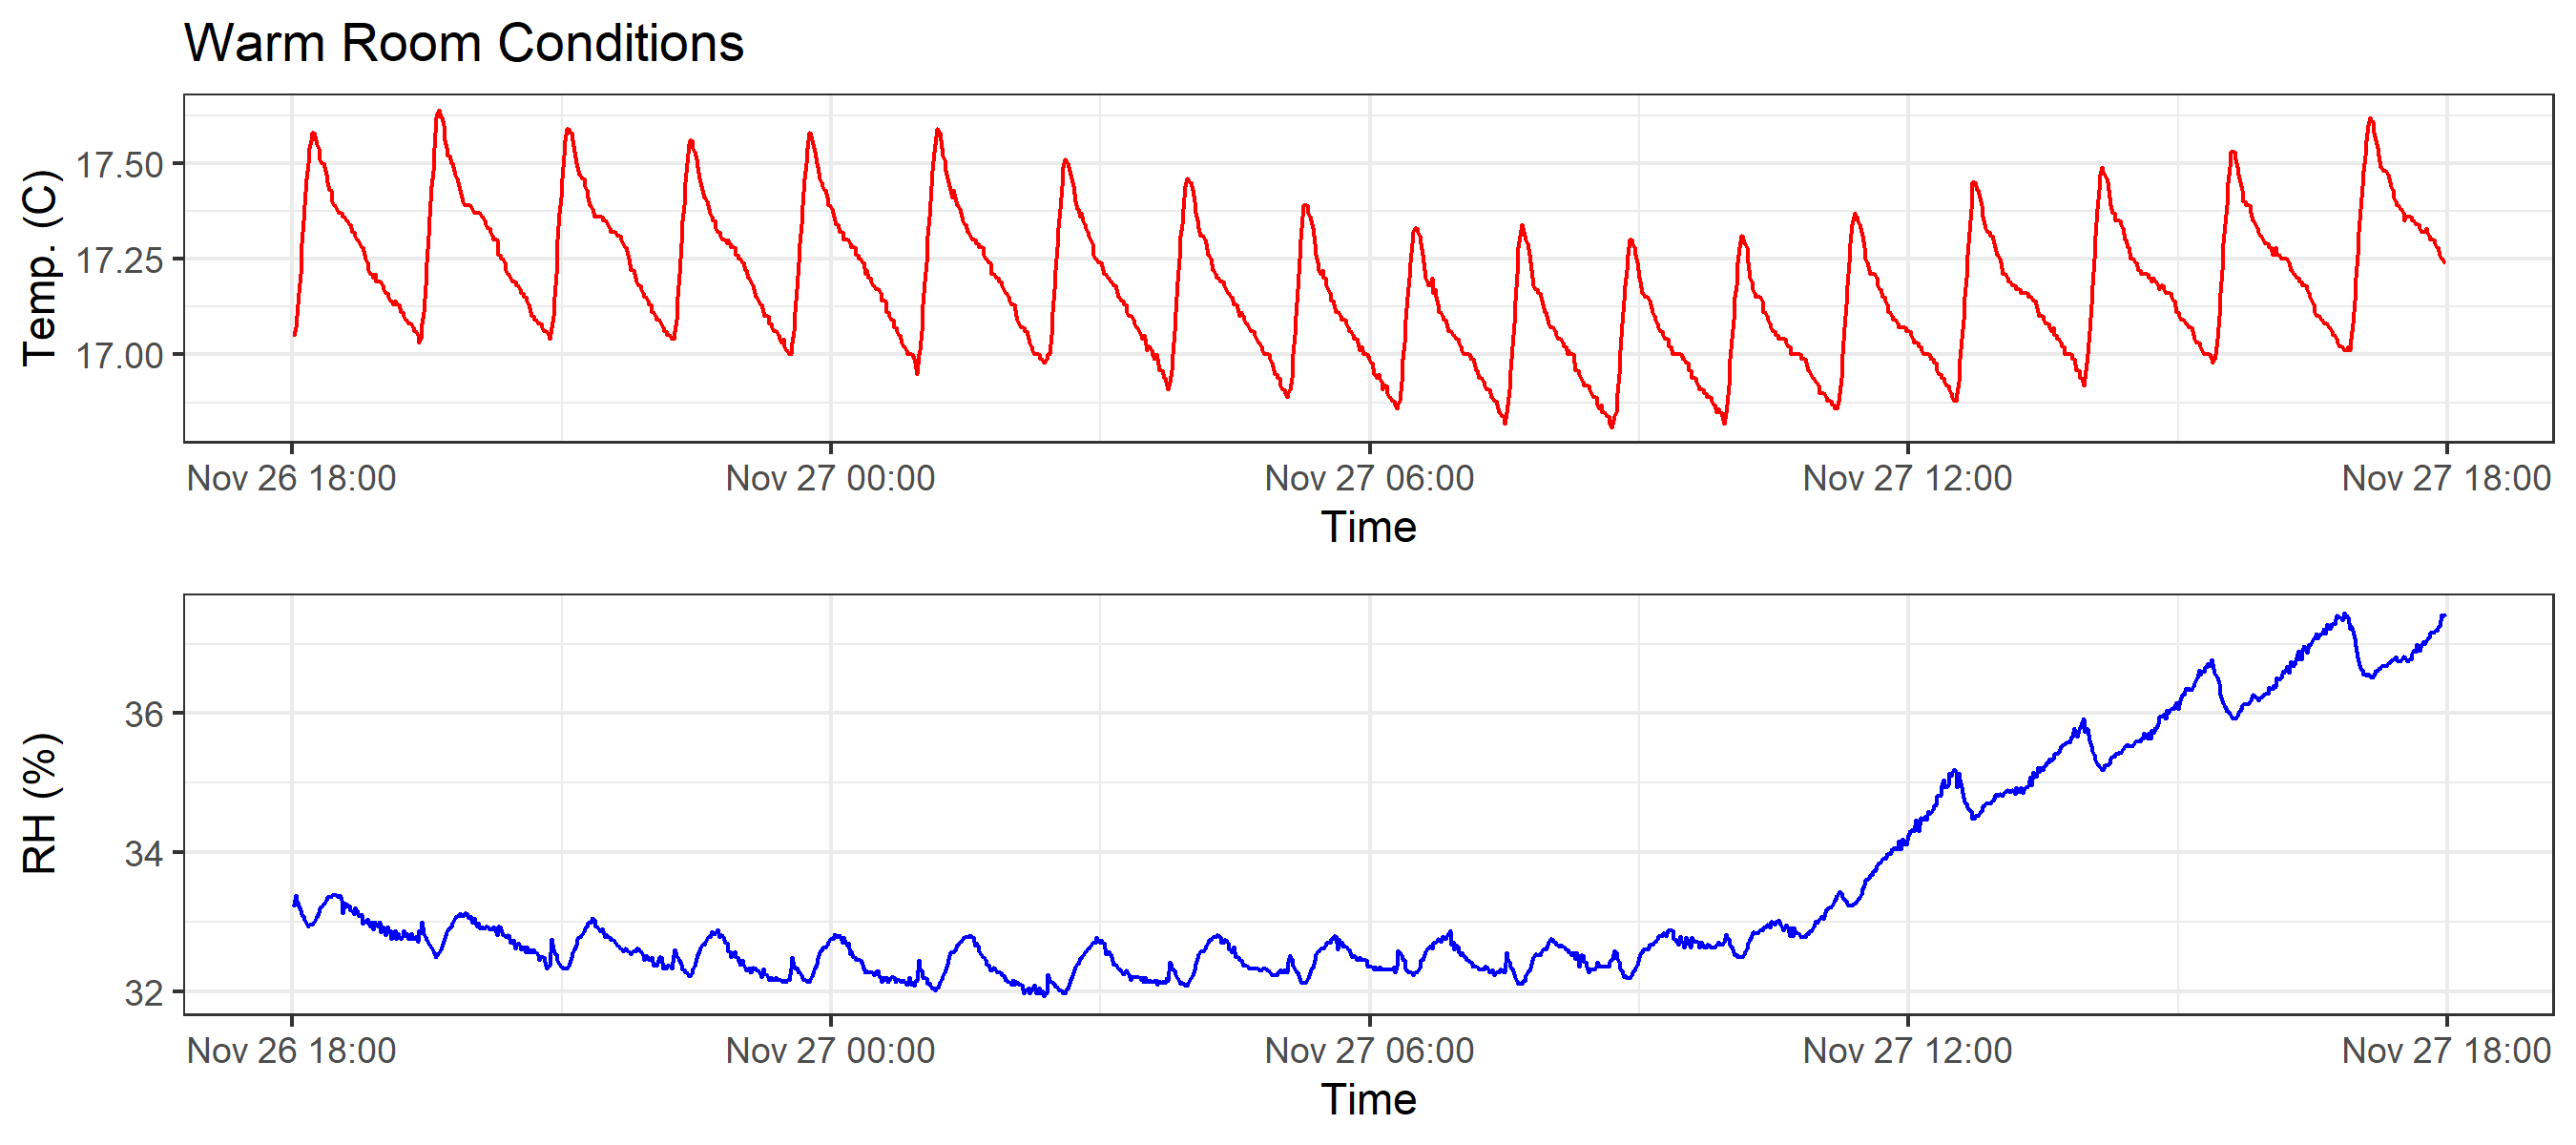 Warm Room Conditions
Temp. (C)
17.50
17.25
17.00
Nov 26 18:00 Nov 27 00:00 Nov 27 06:00 Nov 27 12:00 Nov 27 18:00
Time
RH (%)
36
34
32
Nov 26 18:00 Nov 27 00:00 Nov 27 06:00 Nov 27 12:00 Nov 27 18:00
Time